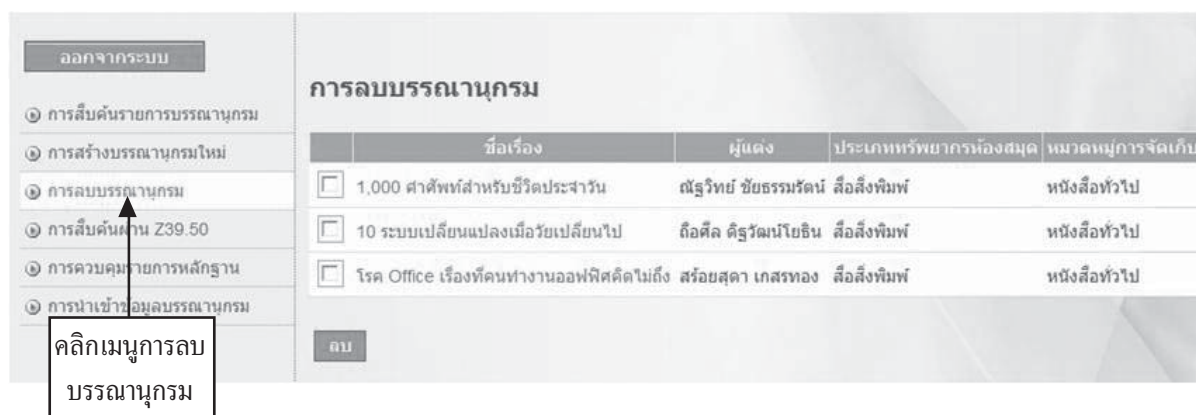 ออกจากระบบ
การสืบค้นรายการบรรณานุกรม
การสร้างบรรณานุกรมใหม่
การลบบรรณานุกรม
การสืบค้นผ่าน Z39.50
การควบคุมรายการหลักฐาน
การนำเข้าข้อมูลบรรณานุกรม
คลิกเมนูการลบ
บรรณานุกรม
การลบบรรณานุกรม
ชื่อเรื่อง ผู้แต่ง ประเภททรัพยากรห้องสมุด หมวดหมู่การจัดเก็บ
1,000 ศาสัพท์สำหรับชีวิตประจำวัน ณัฐวิทย์ ชัยธรรมรัตน์ สื่อสิ่งพิมพ์ หนังสือทั่วไป
10 ระบบเปลี่ยนแปลงเมื่อวัยเปลี่ยนไป ถือศีล ดิฐวัฒน์โยธิน สื่อสิ่งพิมพ์ หนังสือทั่วไป
โรค Office เรื่องที่คนทำงานออฟฟิศคิดไม่ถึง สร้อยสุดา เกสรทอง สื่อสิ่งพิมพ์ หนังสือทั่วไป
ลบ